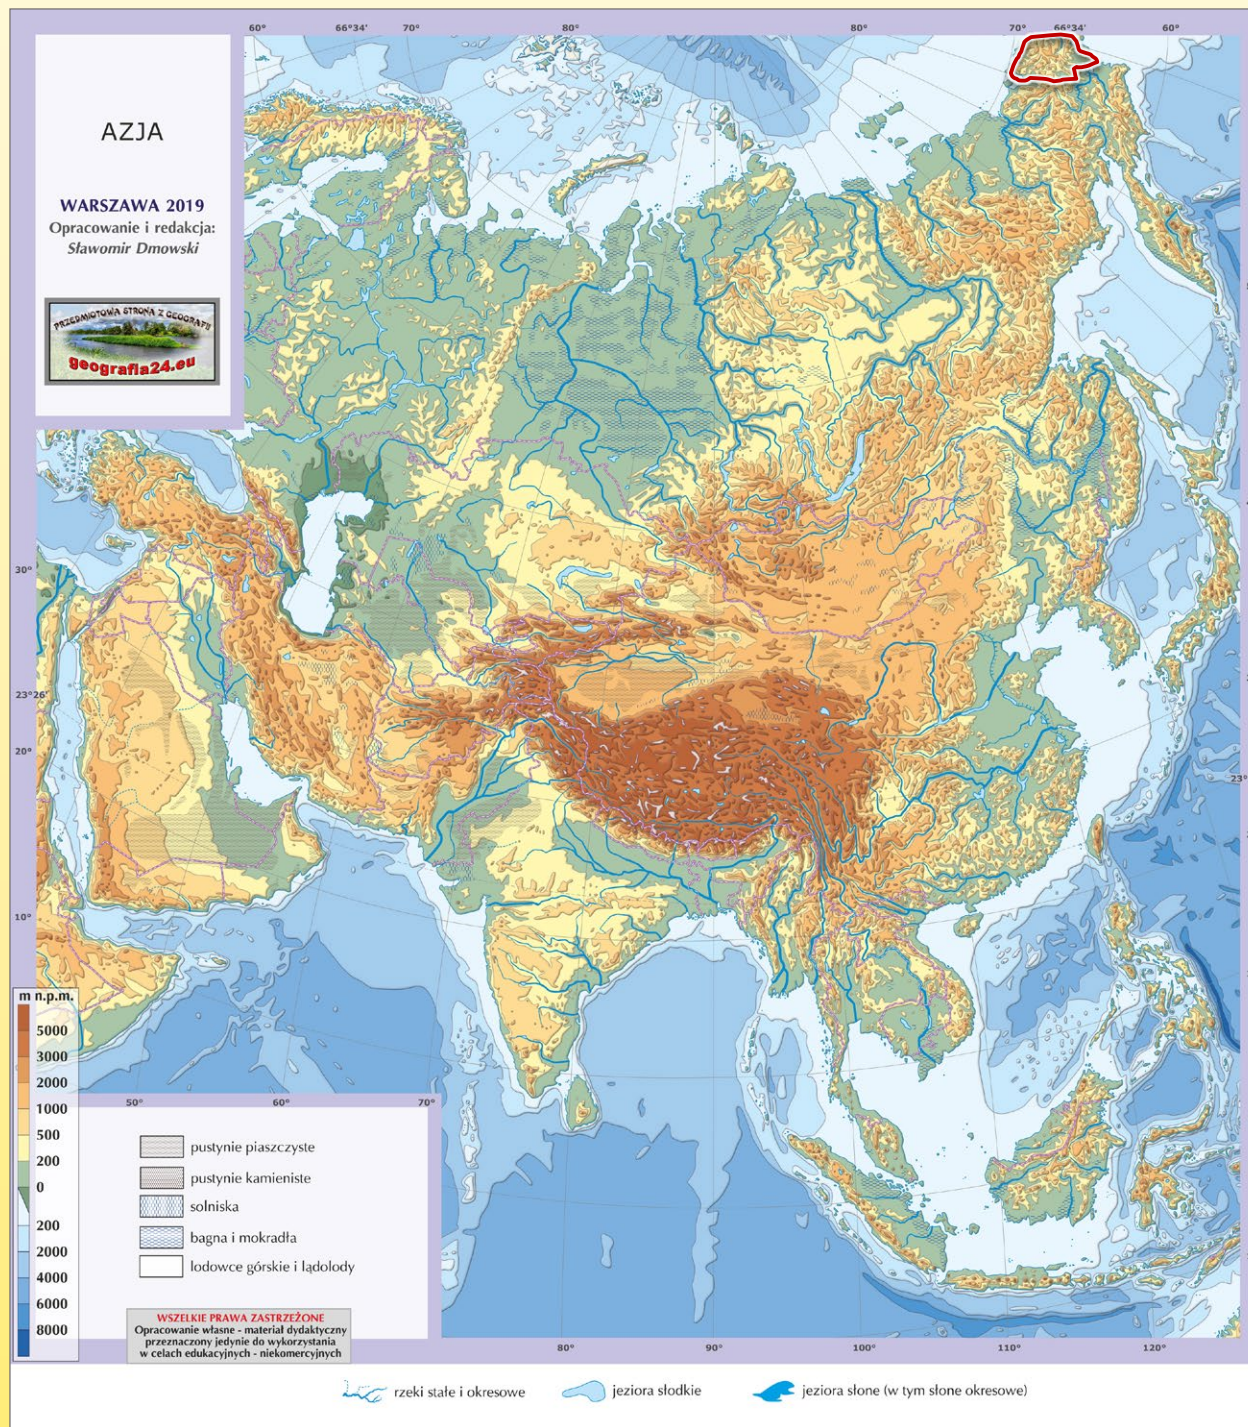 60°
66°34'
70°
80°
80°
70°
66°34'
60°
AZJA
WARSZAWA 2019
Opracowanie i redakcja:
Sławomir Dmowski
PRZEDMIOTOWA STRONA Z GEOGRAFII
geografia24.eu
30°
23°26'
20°
10°
23°
m n.p.m.
5000
3000
2000
1000
500
200
0
200
2000
4000
6000
8000
50°
60°
70°
pustynie piaszczyste
pustynie kamieniste
solniska
bagna i mokradła
lodowce górskie i lądolody
WSZELKIE PRAWA ZASTRZEŻONE
Opracowanie własne - materiał dydaktyczny
przeznaczony jedynie do wykorzystania
w celach edukacyjnych - niekomercyjnych
80°
90°
100°
110°
120°
rzeki stałe i okresowe
jeziora słodkie
jeziora słone (w tym słone okresowe)